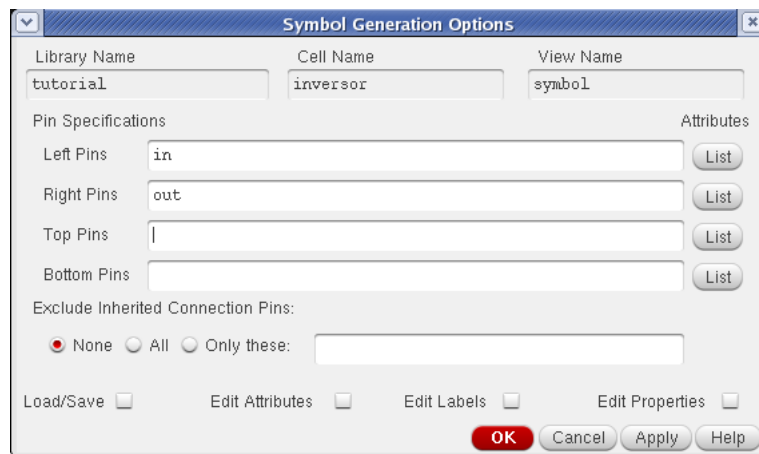 Symbol Generation Options
Library Name Cell Name View Name
tutorial inversor symbol
Pin Specifications Attributes
Left Pins in List
Right Pins out List
Top Pins List
Bottom Pins List
Exclude Inherited Connection Pins:
None All Only these:
Load/Save Edit Attributes Edit Labels Edit Properties
OK Cancel Apply Help